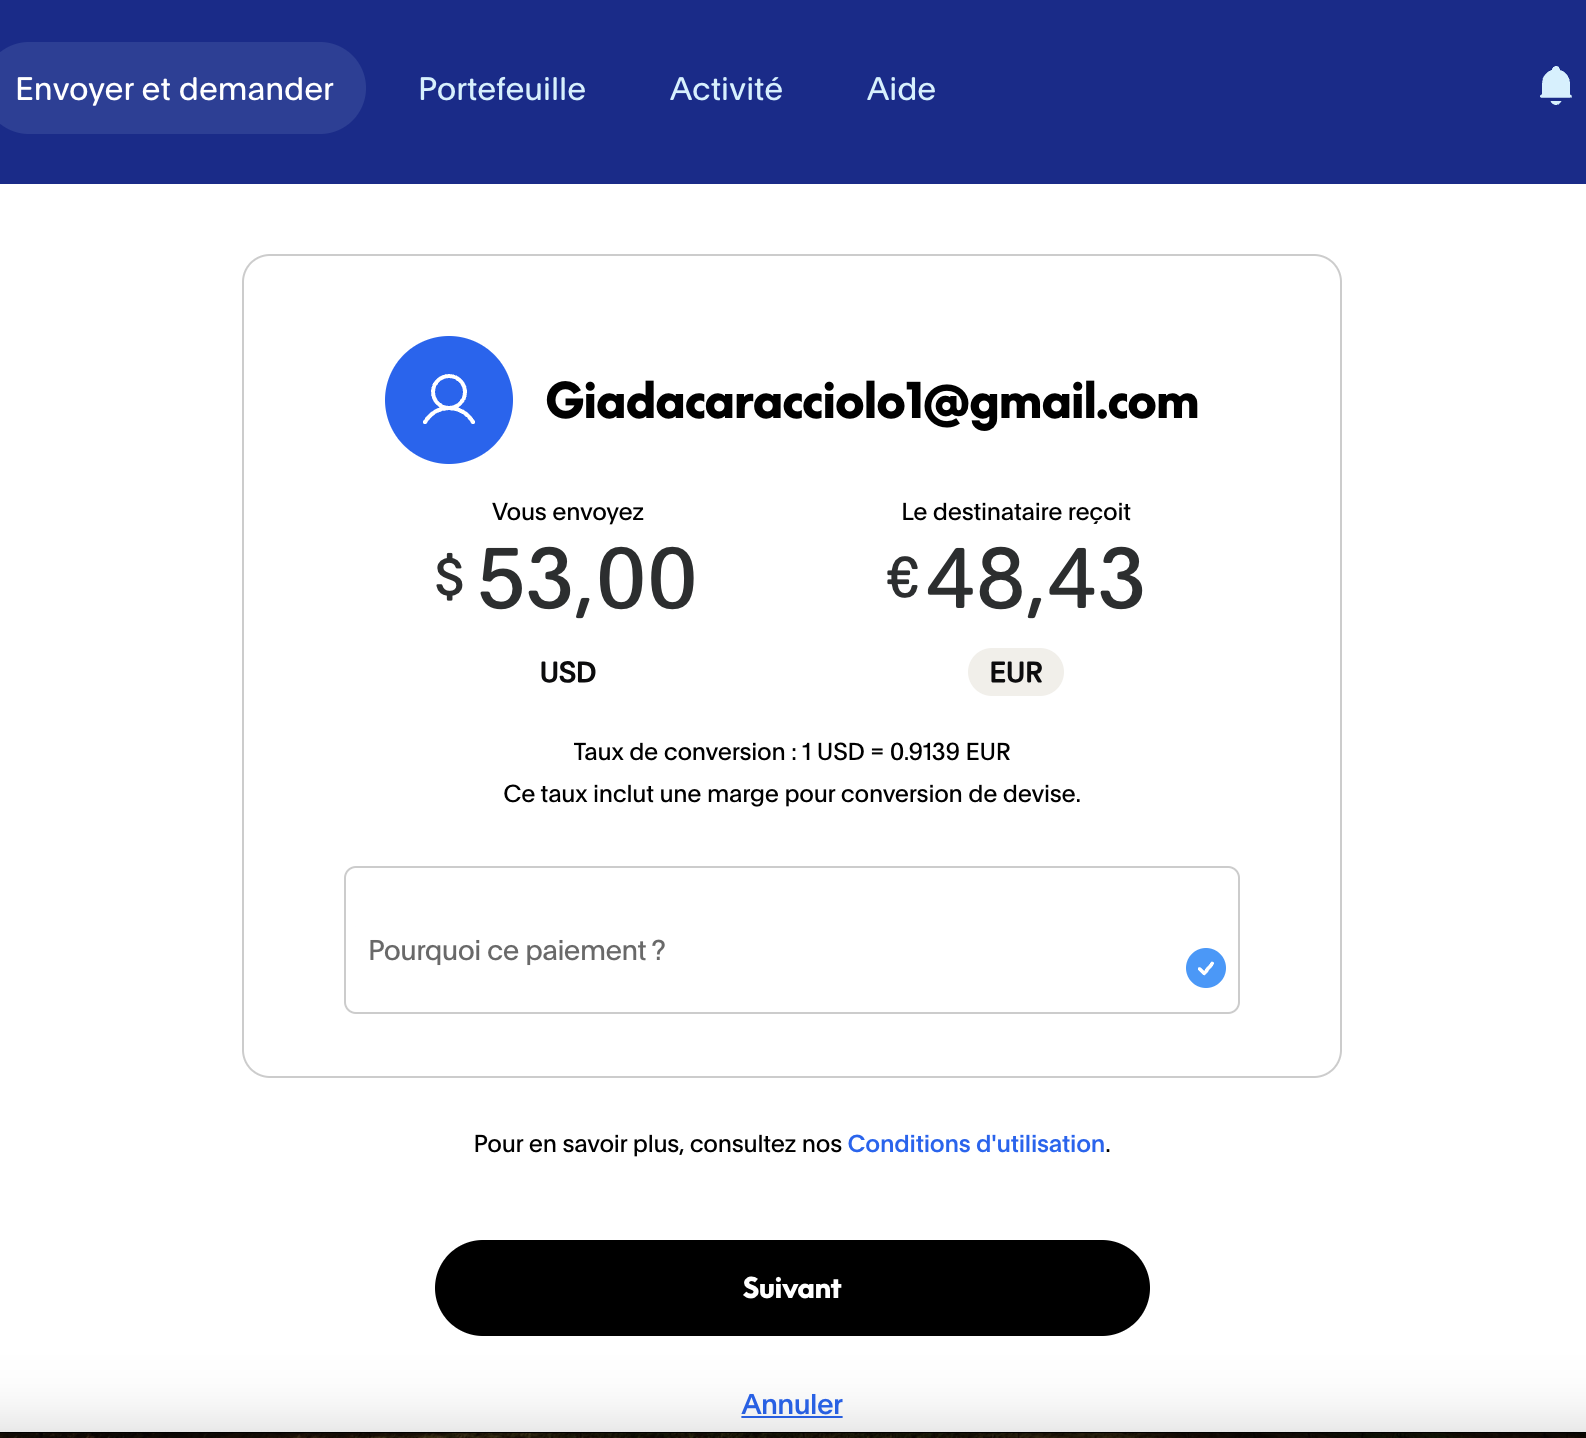 Envoyer et demander Portefeuille Activité Aide
Giadacaracciolo1@gmail.com
Vous envoyez Le destinataire reçoit
$ 53,00 €48,43
USD EUR
Taux de conversion : 1 USD = 0.9139 EUR
Ce taux inclut une marge pour conversion de devise.
Pourquoi ce paiement ?
Pour en savoir plus, consultez nos Conditions d'utilisation.
Suivant
Annuler